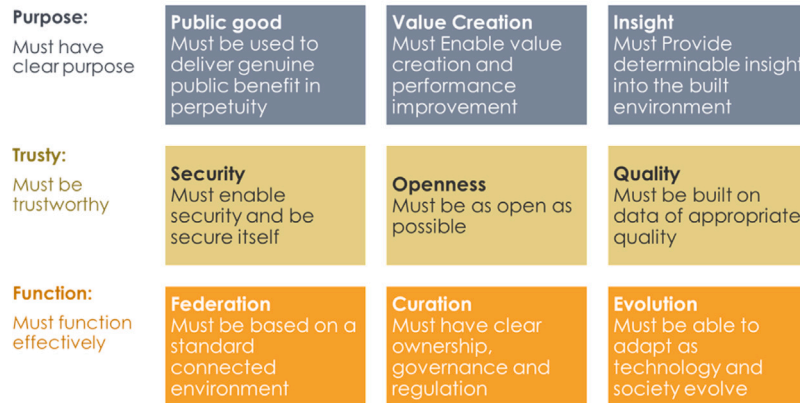 Purpose:
Must have
clear purpose
Public good
Must be used to
deliver genuine
public benefit in
perpetuity
Value Creation
Must Enable value
creation and
performance
improvement
Insight
Must Provide
determinable insight
into the built
environment
Trusty:
Must be
trustworthy
Security
Must enable
security and be
secure itself
Openness
Must be as open as
possible
Quality
Must be built on
data of appropriate
quality
Function:
Must function
effectively
Federation
Must be based on a
standard
connected
environment
Curation
Must have clear
ownership,
governance and
regulation
Evolution
Must be able to
adapt as
technology and
society evolve